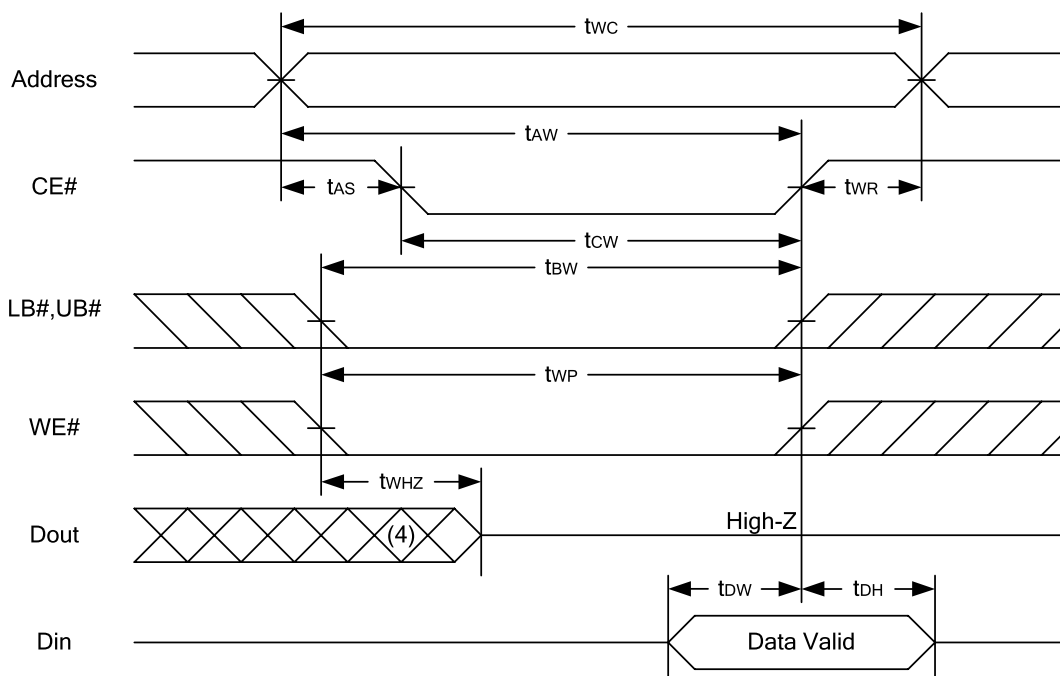 tWC
Address
tAW
CE#
tAS
tWR
tCW
tBW
LB#,UB#
tWP
WE#
tWHZ
Dout
(4)
High-Z
tDW
tDH
Din
Data Valid